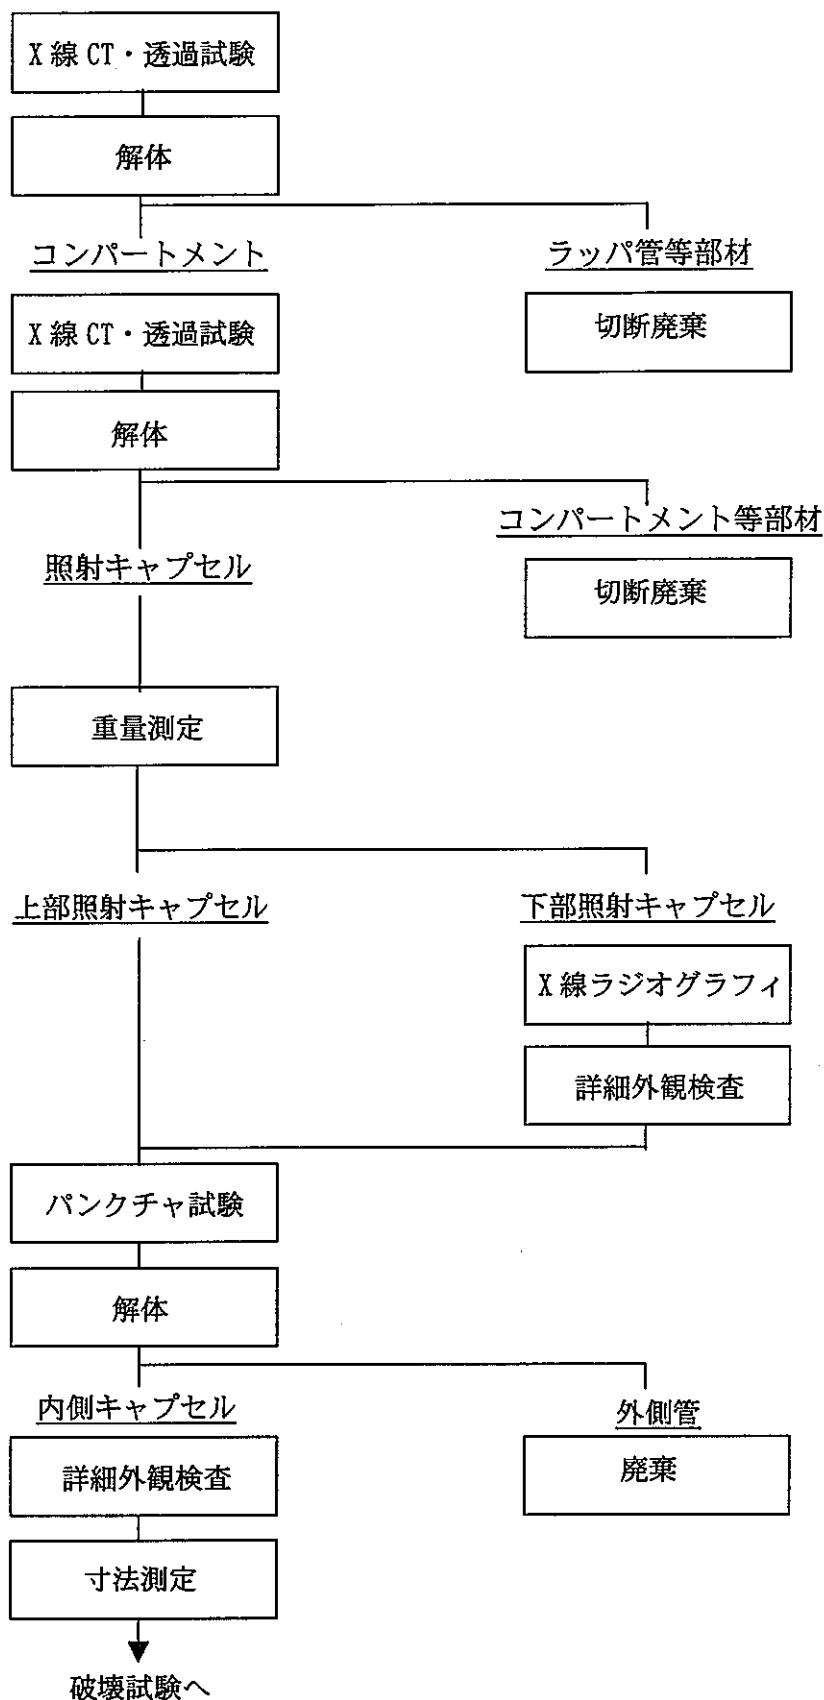 X線CT・透過試験
解体
コンパートメント
ラッパ管等部材
X線CT・透過試験
切断廃棄
解体
コンパートメント等部材
照射キャプセル
切断廃棄
重量測定
上部照射キャプセル
下部照射キャプセル
X線ラジオグラフィ
詳細外観検査
パンクチャ試験
解体
内側キャプセル
外側管
詳細外観検査
廃棄
寸法測定
破壊試験へ